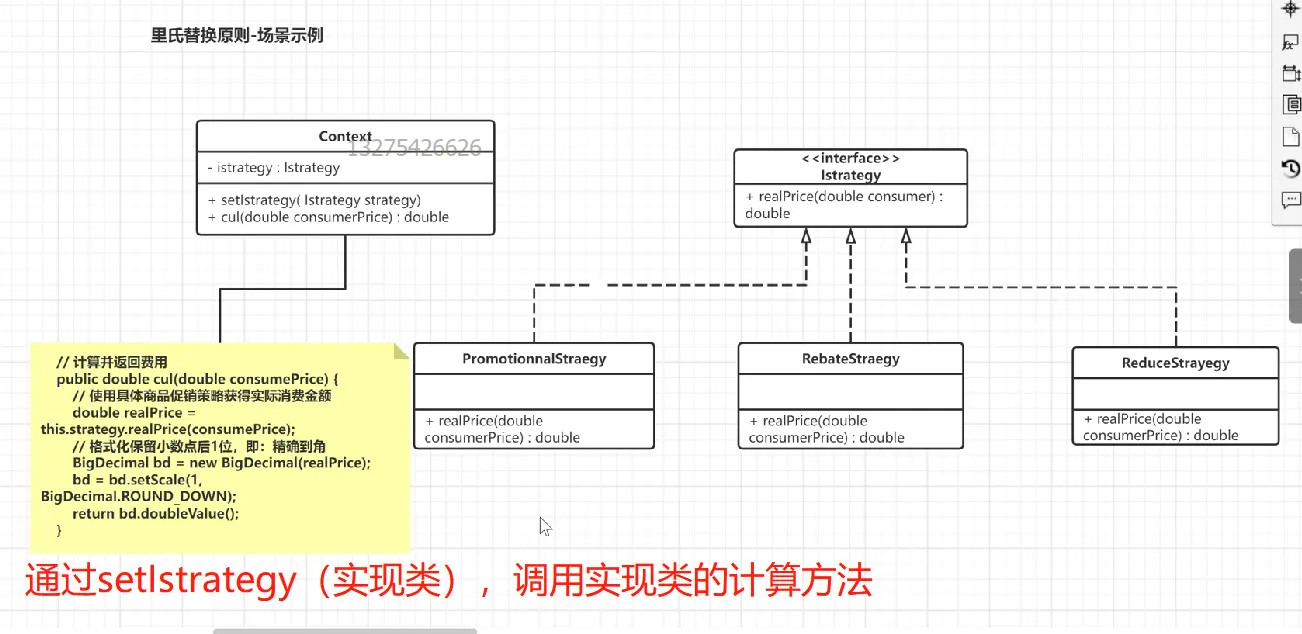 里氏替换原则-场景示例
Context
13275426626
- istrategy : Istrategy
+ setIstrategy( Istrategy strategy)
+ cul(double consumerPrice) : double
<<interface>>
Istrategy
+ realPrice(double consumer) :
double
// 计算并返回费用
public double cul(double consumePrice) {
// 使用具体商品促销策略获得实际消费金额
double realPrice =
this.strategy.realPrice(consumePrice);
// 格式化保留小数点后1位，即：精确到角
BigDecimal bd = new BigDecimal(realPrice);
bd = bd.setScale(1,
BigDecimal.ROUND_DOWN);
return bd.doubleValue();
}
PromotionnalStraegy
+ realPrice(double
consumerPrice) : double
RebateStraegy
+ realPrice(double
consumerPrice) : double
ReduceStrayegy
+ realPrice(double
consumerPrice) : double
通过setIstrategy（实现类），调用实现类的计算方法